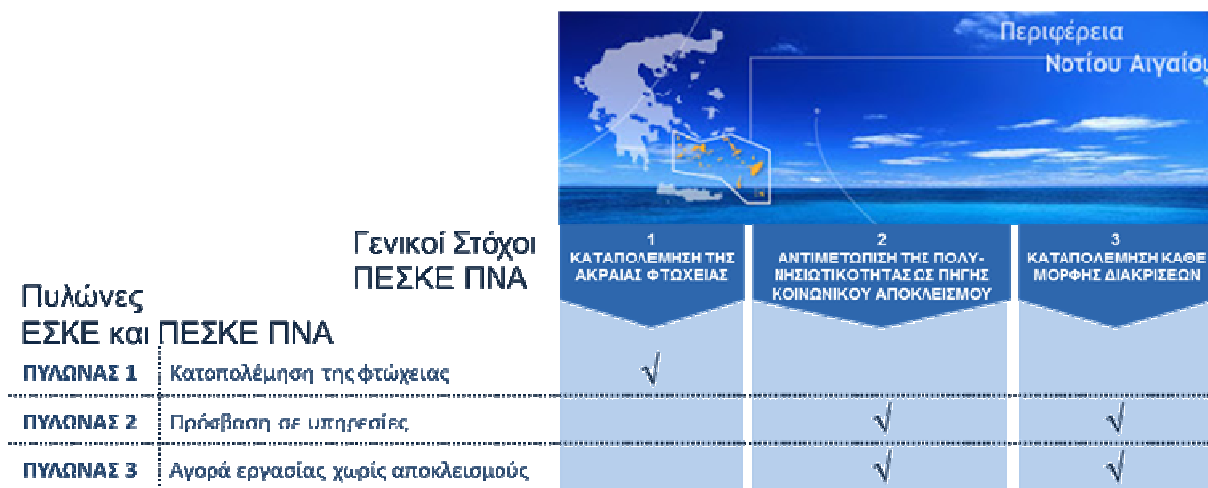 Περιφέρεια
Νοτίου Αιγαίου
Γενικοί Στόχοι
ΠΕΣΚΕ ΠΝΑ
1
ΚΑΤΑΠΟΛΕΜΗΣΗ ΤΗΣ
ΑΚΡΑΙΑΣ ΦΤΩΧΕΙΑΣ
2
ΑΝΤΙΜΕΤΩΠΙΣΗ ΤΗΣ ΠΟΛΥ-
ΝΗΣΙΩΤΙΚΟΤΗΤΑΣ ΩΣ ΠΗΓΗΣ
ΚΟΙΝΩΝΙΚΟΥ ΑΠΟΚΛΕΙΣΜΟΥ
3
ΚΑΤΑΠΟΛΕΜΗΣΗ ΚΑΘΕ
ΜΟΡΦΗΣ ΔΙΑΚΡΙΣΕΩΝ
Πυλώνες
ΕΣΚΕ και ΠΕΣΚΕ ΠΝΑ
ΠΥΛΩΝΑΣ 1 Κατοπολέμηση της φτώχειας √
ΠΥΛΩΝΑΣ 2 Πρόσβαση σε υπηρεσίες √ √
ΠΥΛΩΝΑΣ 3 Αγορά εργασίας χωρίς αποκλεισμούς √ √